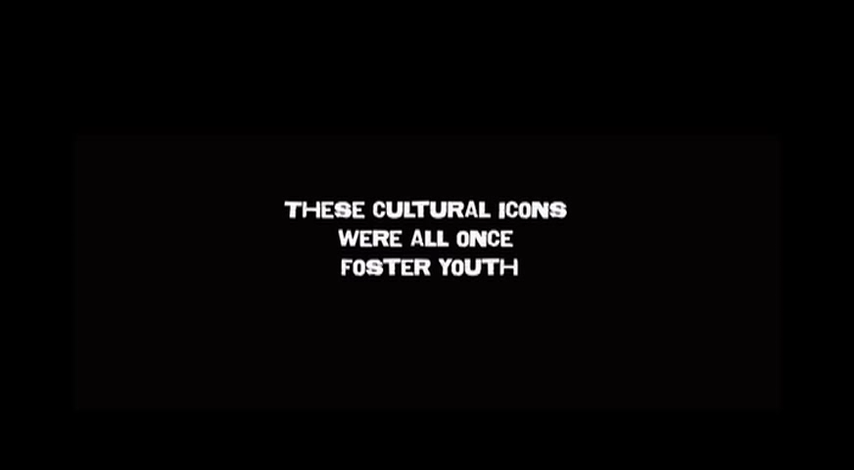 THESE CULTURAL ICONS
WERE ALL ONCE
FOSTER YOUTH